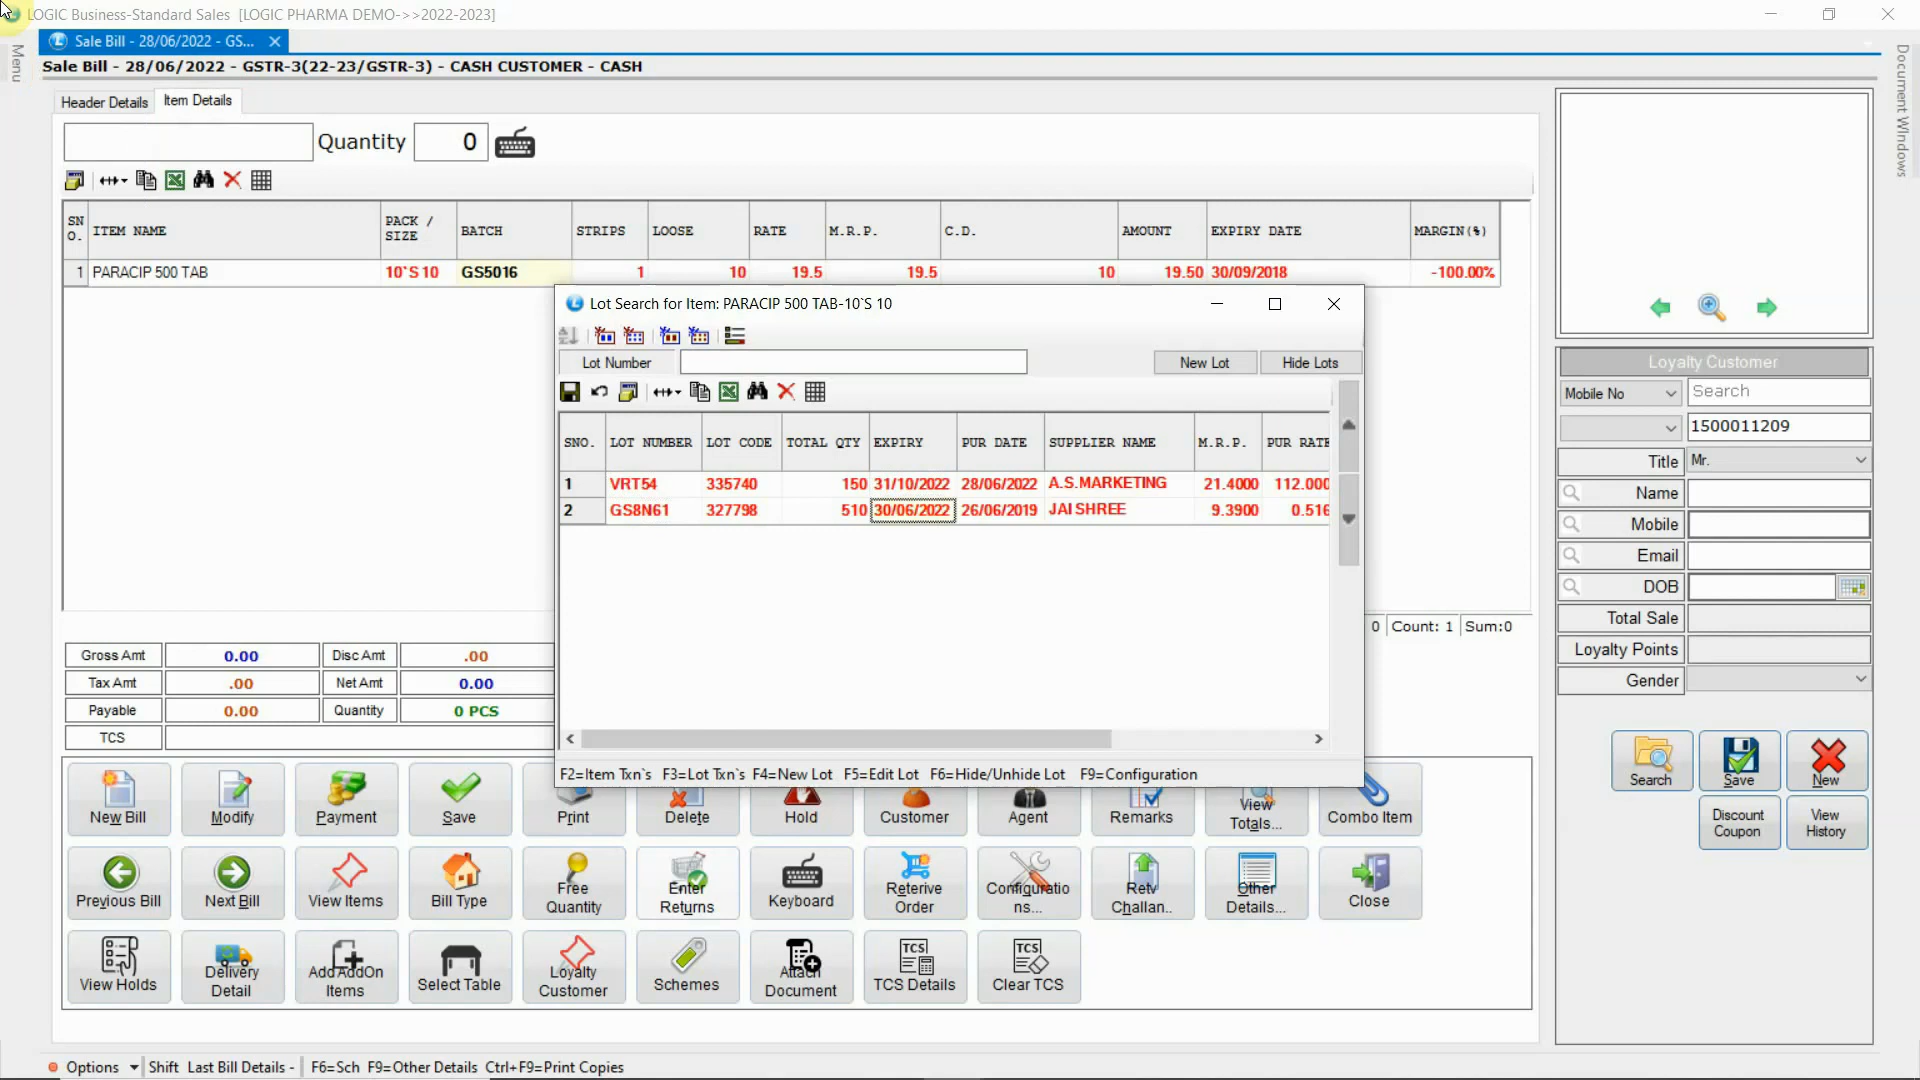 LOGIC Business-Standard Sales [LOGIC PHARMA DEMO->>2022-2023]
Menu
Sale Bill - 28/06/2022 - GS...
Document Windows
Sale Bill - 28/06/2022 - GSTR-3(22-23/GSTR-3) - CASH CUSTOMER - CASH
Header Details Item Details
Quantity 0
SN O. ITEM NAME PACK / SIZE BATCH STRIPS LOOSE RATE M.R.P. C.D. AMOUNT EXPIRY DATE MARGIN(%)
1 PARACIP 500 TAB 10`S 10 GS5016 1 10 19.5 19.5 10 19.50 30/09/2018 -100.00%
Lot Search for Item: PARACIP 500 TAB-10`S 10
Lot Number New Lot Hide Lots
SNO. LOT NUMBER LOT CODE TOTAL QTY EXPIRY PUR DATE SUPPLIER NAME M.R.P. PUR RATE
1 VRT54 335740 150 31/10/2022 28/06/2022 A.S.MARKETING 21.4000 112.000
2 GS8N61 327798 510 30/06/2022 26/06/2019 JAI SHREE 9.3900 0.516
F2=Item Txn`s F3=Lot Txn`s F4=New Lot F5=Edit Lot F6=Hide/Unhide Lot F9=Configuration
0 Count: 1 Sum:0
Gross Amt 0.00 Disc Amt .00
Tax Amt .00 Net Amt 0.00
Payable 0.00 Quantity 0 PCS
TCS
New Bill Modify Payment Save Print Delete Hold Customer Agent Remarks View Totals... Combo Item
Previous Bill Next Bill View Items Bill Type Free Quantity Enter Returns Keyboard Reterive Order Configuratio ns... Retv Challan.. Other Details... Close
View Holds Delivery Detail Add AddOn Items Select Table Loyalty Customer Schemes Attach Document TCS TCS Details TCS Clear TCS
Loyalty Customer
Mobile No Search
1500011209
Title Mr.
Name
Mobile
Email
DOB
Total Sale
Loyalty Points
Gender
Search Save New
Discount Coupon View History
Options Shift Last Bill Details - F6=Sch F9=Other Details Ctrl+F9=Print Copies